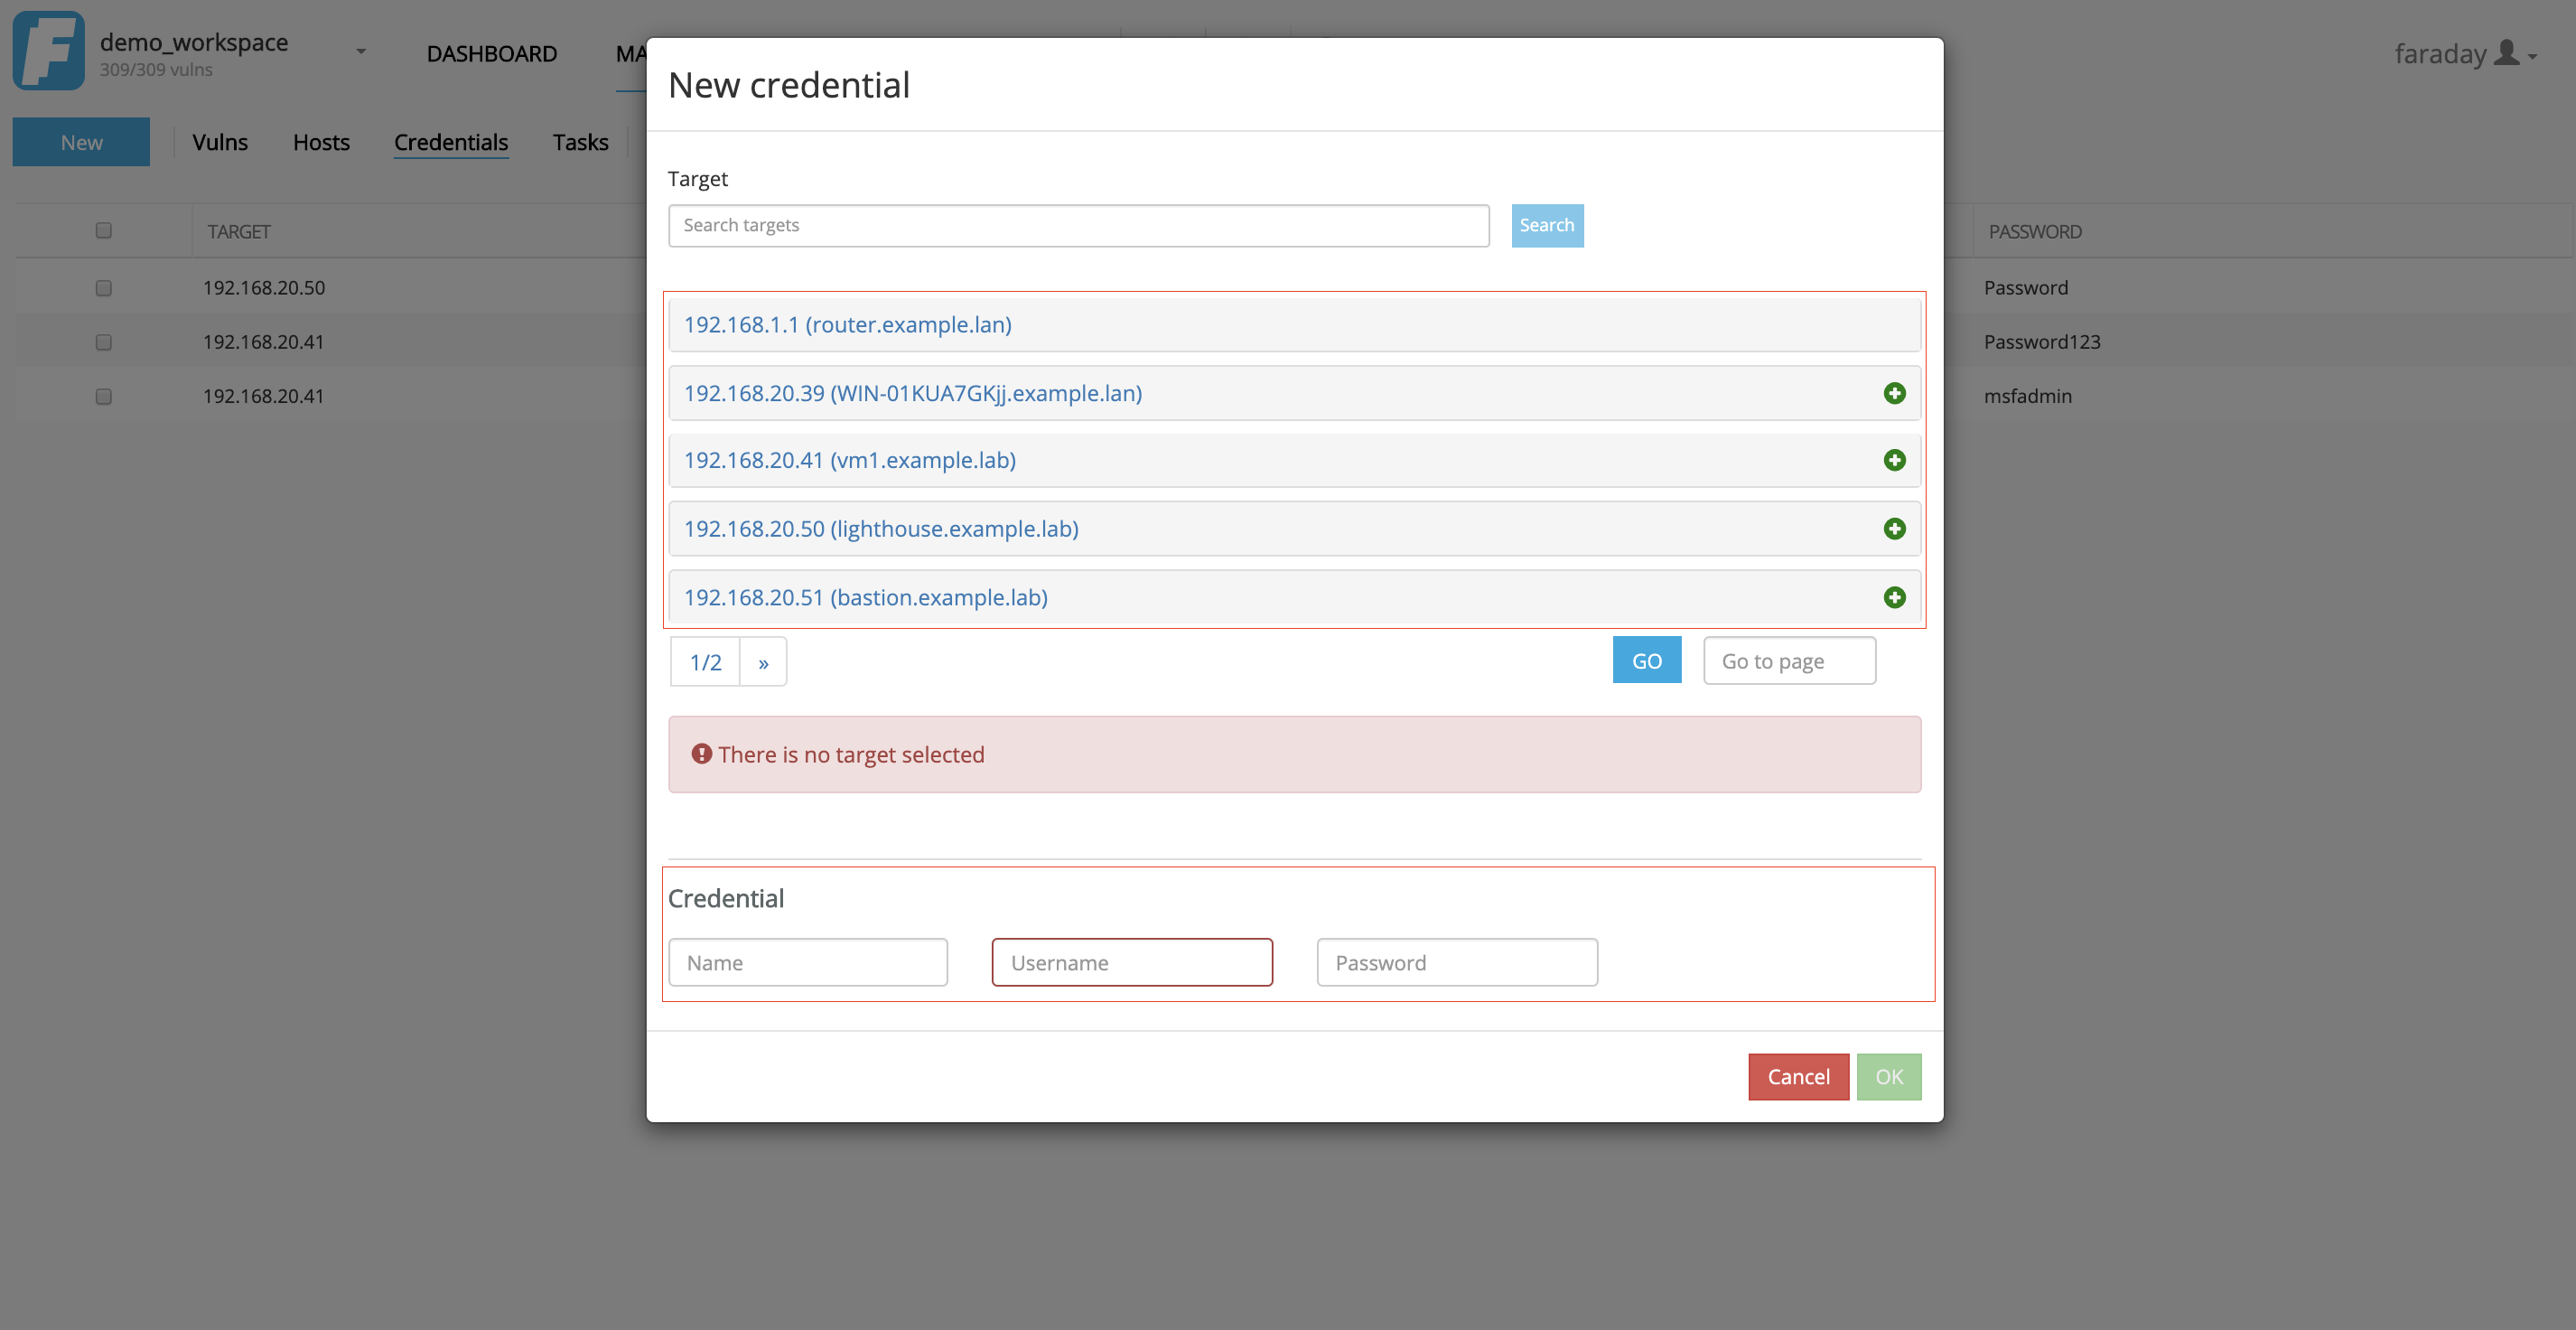 demo_workspace
309/309 vulns
DASHBOARD
MA
faraday
New
Vulns
Hosts
Credentials
Tasks
TARGET
PASSWORD
192.168.20.50
Password
192.168.20.41
Password123
192.168.20.41
msfadmin
New credential
Target
Search targets
Search
192.168.1.1 (router.example.lan)
192.168.20.39 (WIN-01KUA7GKjj.example.lan)
192.168.20.41 (vm1.example.lab)
192.168.20.50 (lighthouse.example.lab)
192.168.20.51 (bastion.example.lab)
1/2 »
GO
Go to page
There is no target selected
Credential
Name
Username
Password
Cancel
OK